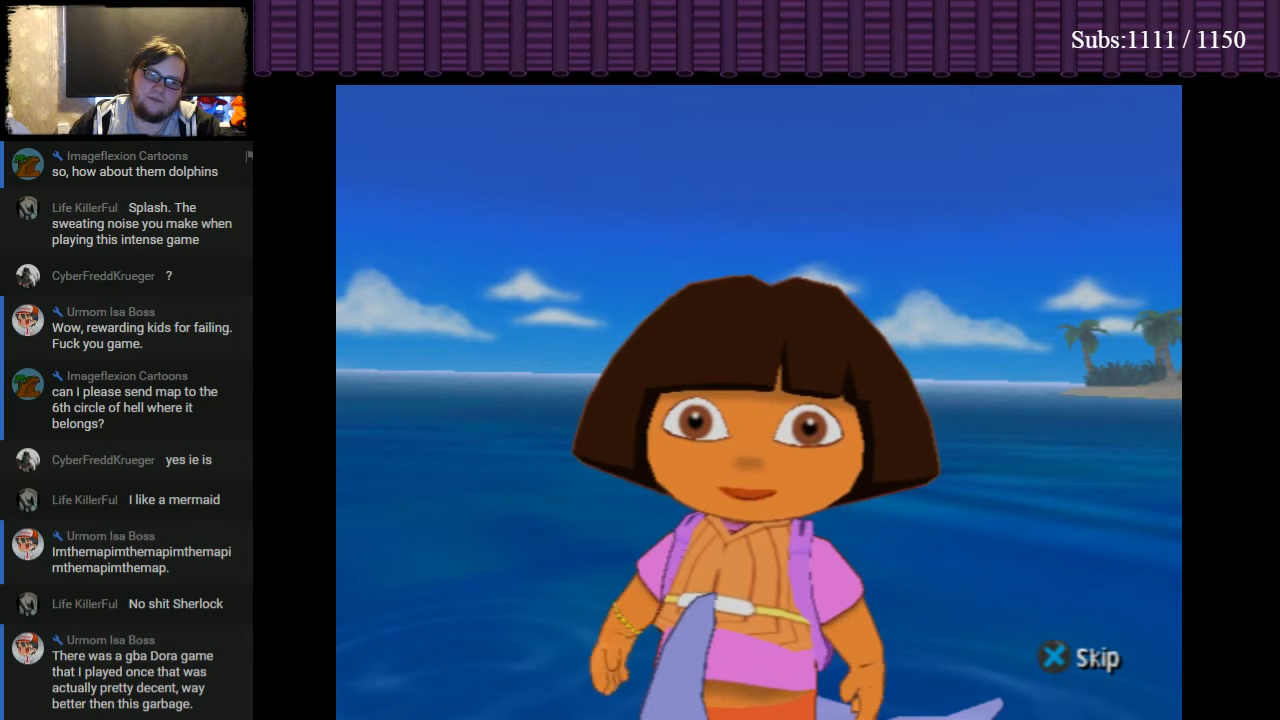 Subs:1111 / 1150
Imageflexion Cartoons
so, how about them dolphins
Life KillerFul Splash. The
sweating noise you make when
playing this intense game
CyberFreddKrueger ?
Urmom Isa Boss
Wow, rewarding kids for failing.
Fuck you game.
Imageflexion Cartoons
can I please send map to the
6th circle of hell where it
belongs?
CyberFreddKrueger yes ie is
Life KillerFul I like a mermaid
Urmom Isa Boss
Imthemapimthemapimthemapi
mthemapimthemap.
Life KillerFul No shit Sherlock
Urmom Isa Boss
There was a gba Dora game
that I played once that was
actually pretty decent, way
better then this garbage.
Skip